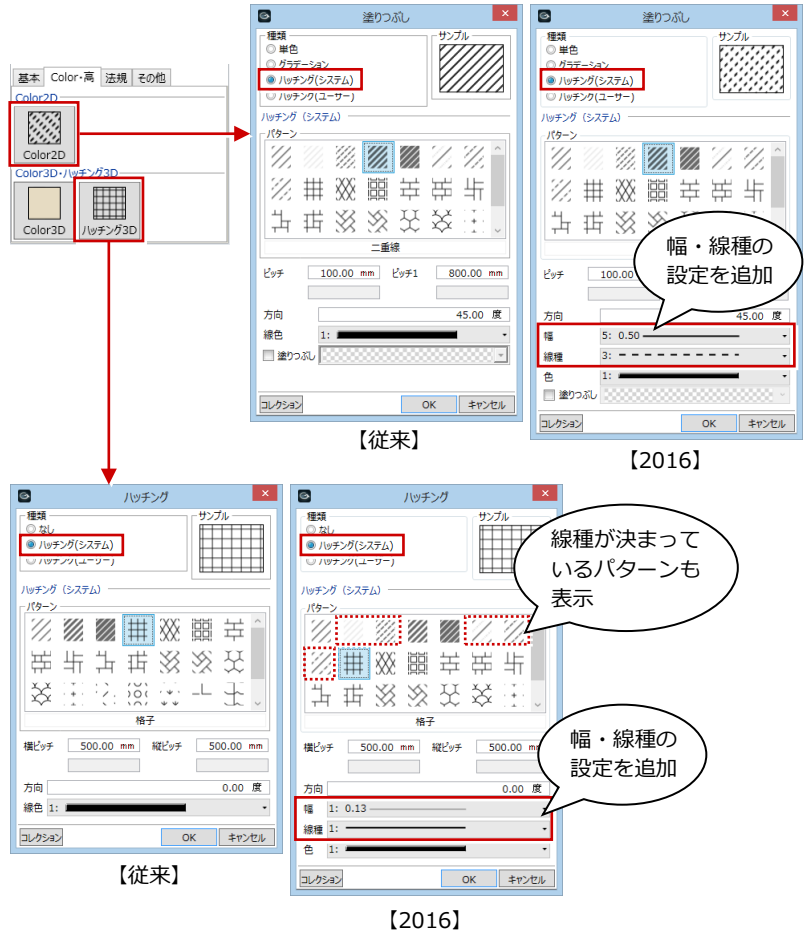 基本 Color・高 法規 その他
Color2D
Color2D
Color3D・ハッチング3D
Color3D ハッチング3D
塗りつぶし
種類
単色
グラデーション
ハッチング(システム)
ハッチング(ユーザー)
サンプル
ハッチング（システム）
パターン
二重線
ピッチ 100.00 mm ピッチ1 800.00 mm
方向 45.00 度
線色 1:
塗りつぶし
コレクション OK キャンセル
【従来】
塗りつぶし
種類
単色
グラデーション
ハッチング(システム)
ハッチング(ユーザー)
サンプル
ハッチング（システム）
パターン
幅・線種の
設定を追加
ピッチ 100.00
方向 45.00 度
幅 5: 0.50
線種 3:
色 1:
塗りつぶし
コレクション OK キャンセル
【2016】
ハッチング
種類
なし
ハッチング(システム)
ハッチング(ユーザー)
サンプル
ハッチング（システム）
パターン
格子
横ピッチ 500.00 mm 縦ピッチ 500.00 mm
方向 0.00 度
線色 1:
コレクション OK キャンセル
【従来】
ハッチング
種類
なし
ハッチング(システム)
ハッチング(ユーザー)
サンプル
線種が決まって
いるパターンも
表示
ハッチング（システム）
パターン
格子
横ピッチ 500.00 mm 縦ピッチ 500.00 mm
幅・線種の
設定を追加
方向 0.00 度
幅 1: 0.13
線種 1:
色 1:
コレクション OK キャンセル
【2016】